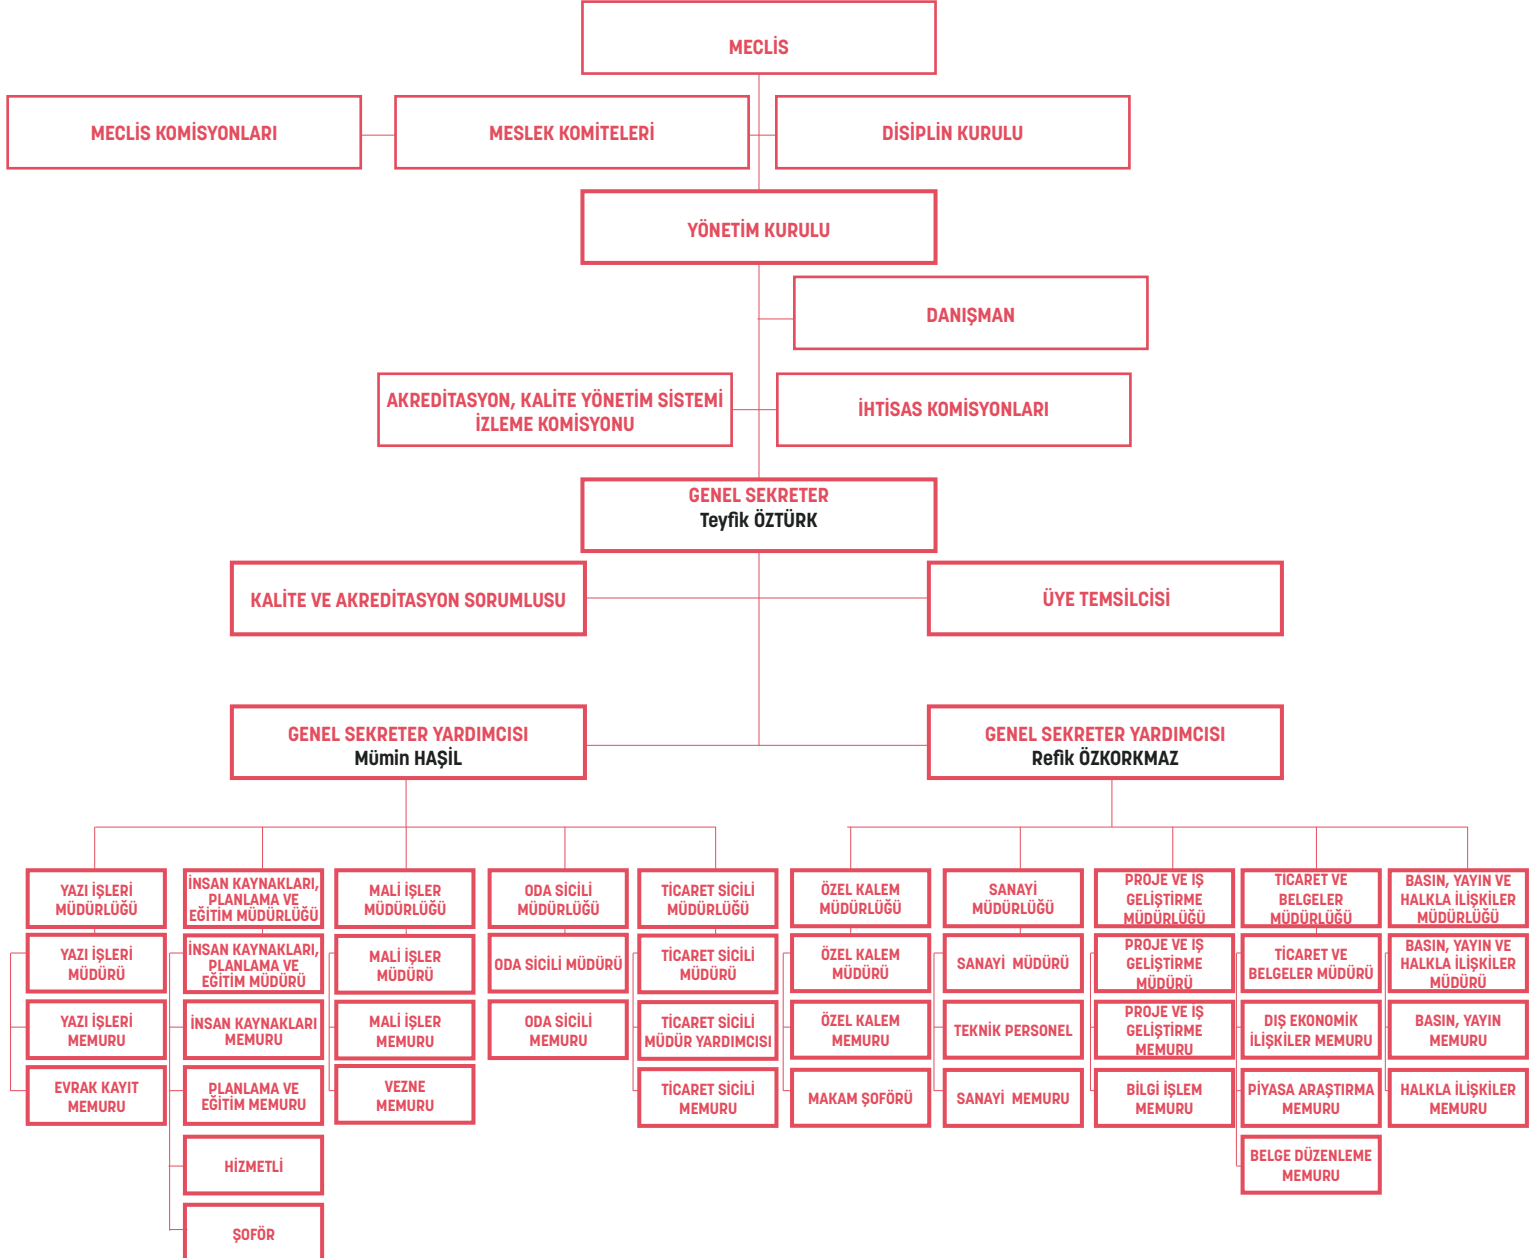 MECLİS
MECLİS KOMİSYONLARI
MESLEK KOMİTELERİ
DİSİPLİN KURULU
YÖNETİM KURULU
DANIŞMAN
AKREDİTASYON, KALİTE YÖNETİM SİSTEMİ
İZLEME KOMİSYONU
İHTİSAS KOMİSYONLARI
GENEL SEKRETER
Teyfik ÖZTÜRK
KALİTE VE AKREDİTASYON SORUMLUSU
ÜYE TEMSİLCİSİ
GENEL SEKRETER YARDIMCISI
Mümin HAŞİL
GENEL SEKRETER YARDIMCISI
Refik ÖZKORKMAZ
YAZI İŞLERİ
MÜDÜRLÜĞÜ
İNSAN KAYNAKLARI,
PLANLAMA VE
EĞİTİM MÜDÜRLÜĞÜ
MALİ İŞLER
MÜDÜRLÜĞÜ
ODA SİCİLİ
MÜDÜRLÜĞÜ
TİCARET SİCİLİ
MÜDÜRLÜĞÜ
ÖZEL KALEM
MÜDÜRLÜĞÜ
SANAYİ
MÜDÜRLÜĞÜ
PROJE VE İŞ
GELİŞTİRME
MÜDÜRLÜĞÜ
TİCARET VE
BELGELER
MÜDÜRLÜĞÜ
BASIN, YAYIN VE
HALKLA İLİŞKİLER
MÜDÜRLÜĞÜ
YAZI İŞLERİ
MÜDÜRÜ
İNSAN KAYNAKLARI,
PLANLAMA VE
EĞİTİM MÜDÜRÜ
MALİ İŞLER
MÜDÜRÜ
ODA SİCİLİ MÜDÜRÜ
TİCARET SİCİLİ
MÜDÜRÜ
ÖZEL KALEM
MÜDÜRÜ
SANAYİ MÜDÜRÜ
PROJE VE İŞ
GELİŞTİRME
MÜDÜRÜ
TİCARET VE
BELGELER MÜDÜRÜ
BASIN, YAYIN VE
HALKLA İLİŞKİLER
MÜDÜRÜ
YAZI İŞLERİ
MEMURU
İNSAN KAYNAKLARI
MEMURU
MALİ İŞLER
MEMURU
ODA SİCİLİ
MEMURU
TİCARET SİCİLİ
MÜDÜR YARDIMCISI
ÖZEL KALEM
MEMURU
TEKNİK PERSONEL
PROJE VE İŞ
GELİŞTİRME
MEMURU
DIŞ EKONOMİK
İLİŞKİLER MEMURU
BASIN, YAYIN
MEMURU
EVRAK KAYIT
MEMURU
PLANLAMA VE
EĞİTİM MEMURU
VEZNE
MEMURU
TİCARET SİCİLİ
MEMURU
MAKAM ŞOFÖRÜ
SANAYİ MEMURU
BİLGİ İŞLEM
MEMURU
PİYASA ARAŞTIRMA
MEMURU
HALKLA İLİŞKİLER
MEMURU
HİZMETLİ
BELGE DÜZENLEME
MEMURU
ŞOFÖR